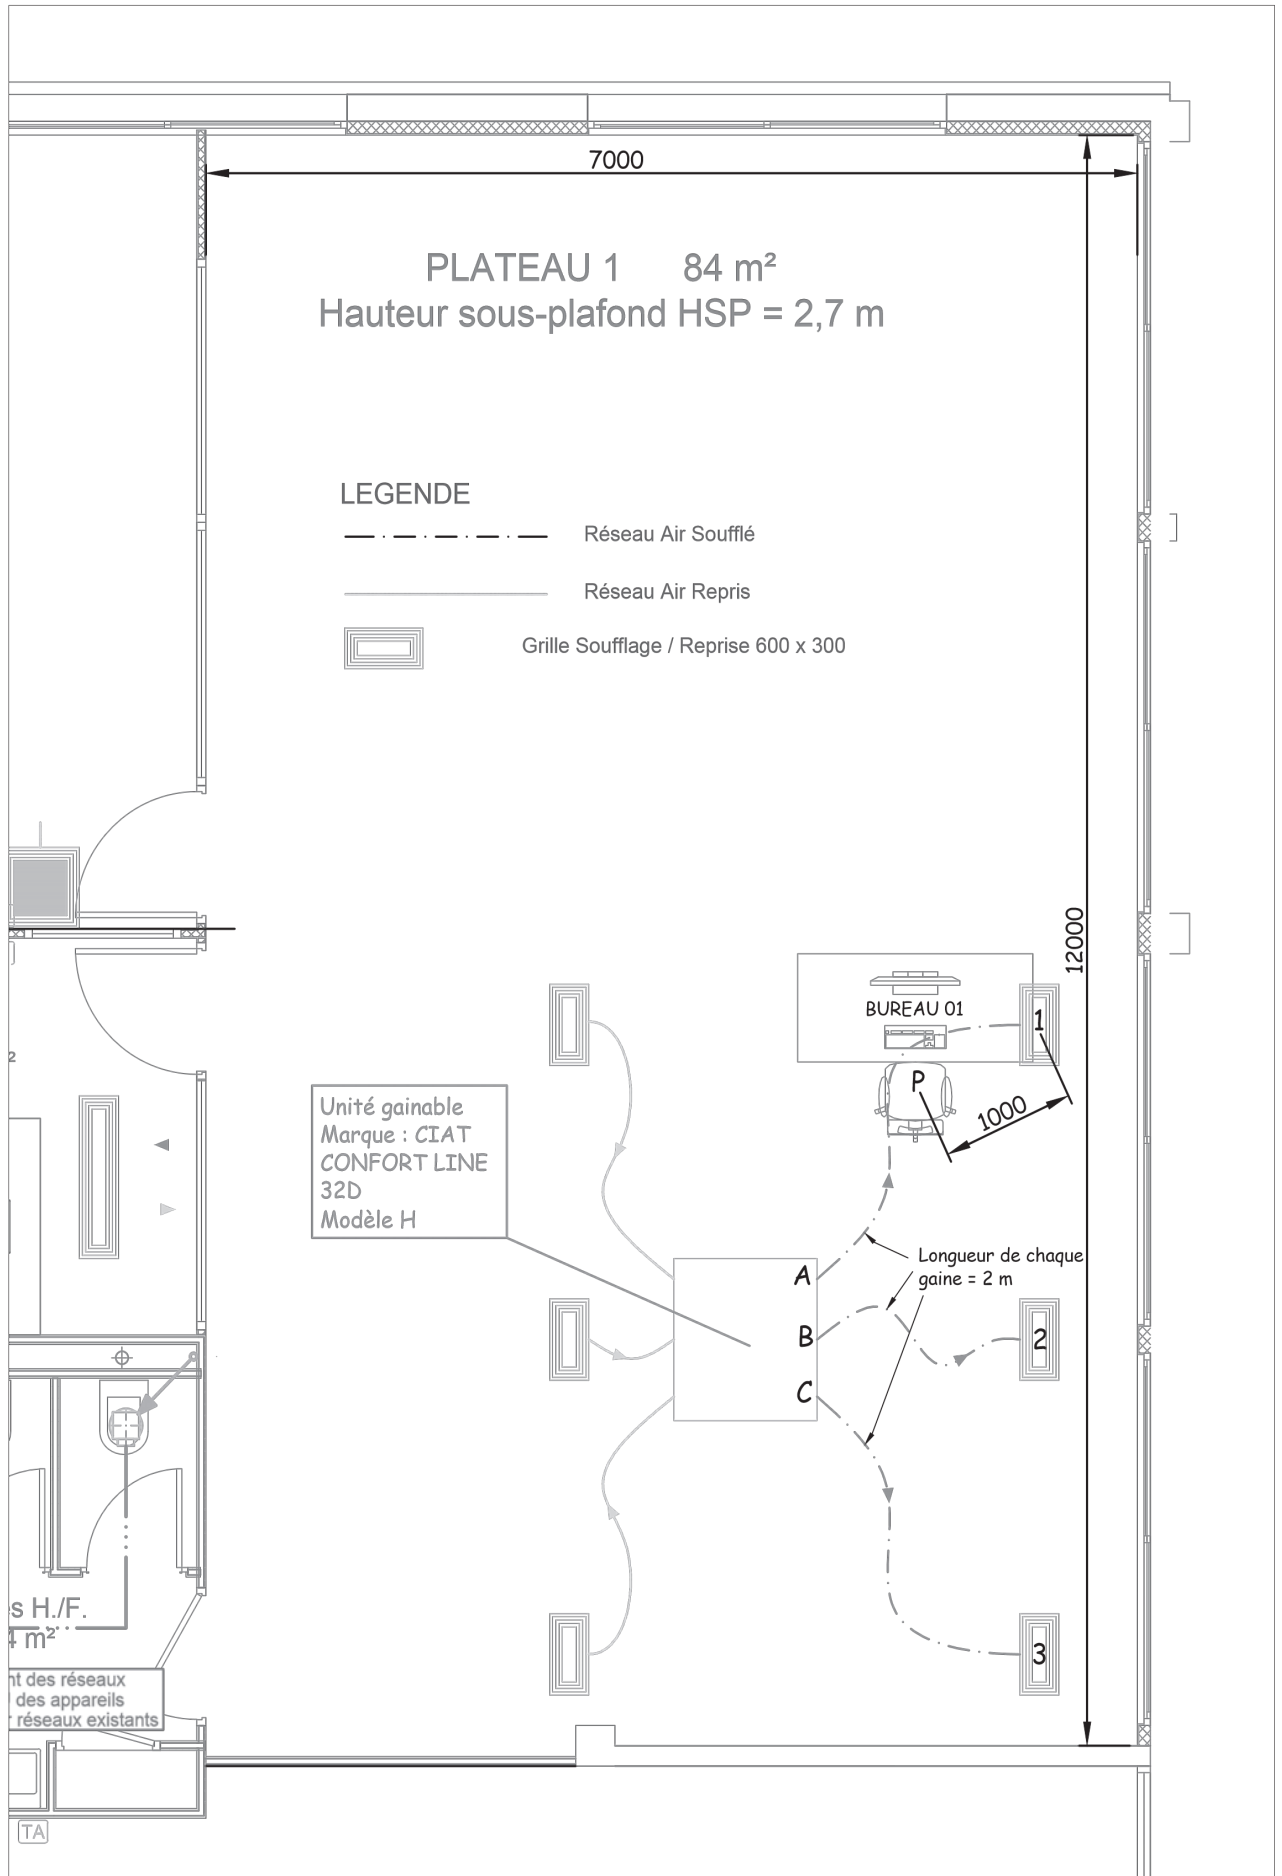 7000
PLATEAU 1 84 m²
Hauteur sous-plafond HSP = 2,7 m
LEGENDE
Réseau Air Soufflé
Réseau Air Repris
Grille Soufflage / Reprise 600 x 300
12000
BUREAU 01
1
P
1000
2
Unité gainable
Marque : CIAT
CONFORT LINE
32D
Modèle H
A
Longueur de chaque
gaine = 2 m
B
2
C
s H./F.
4 m²
3
nt des réseaux
des appareils
réseaux existants
TA